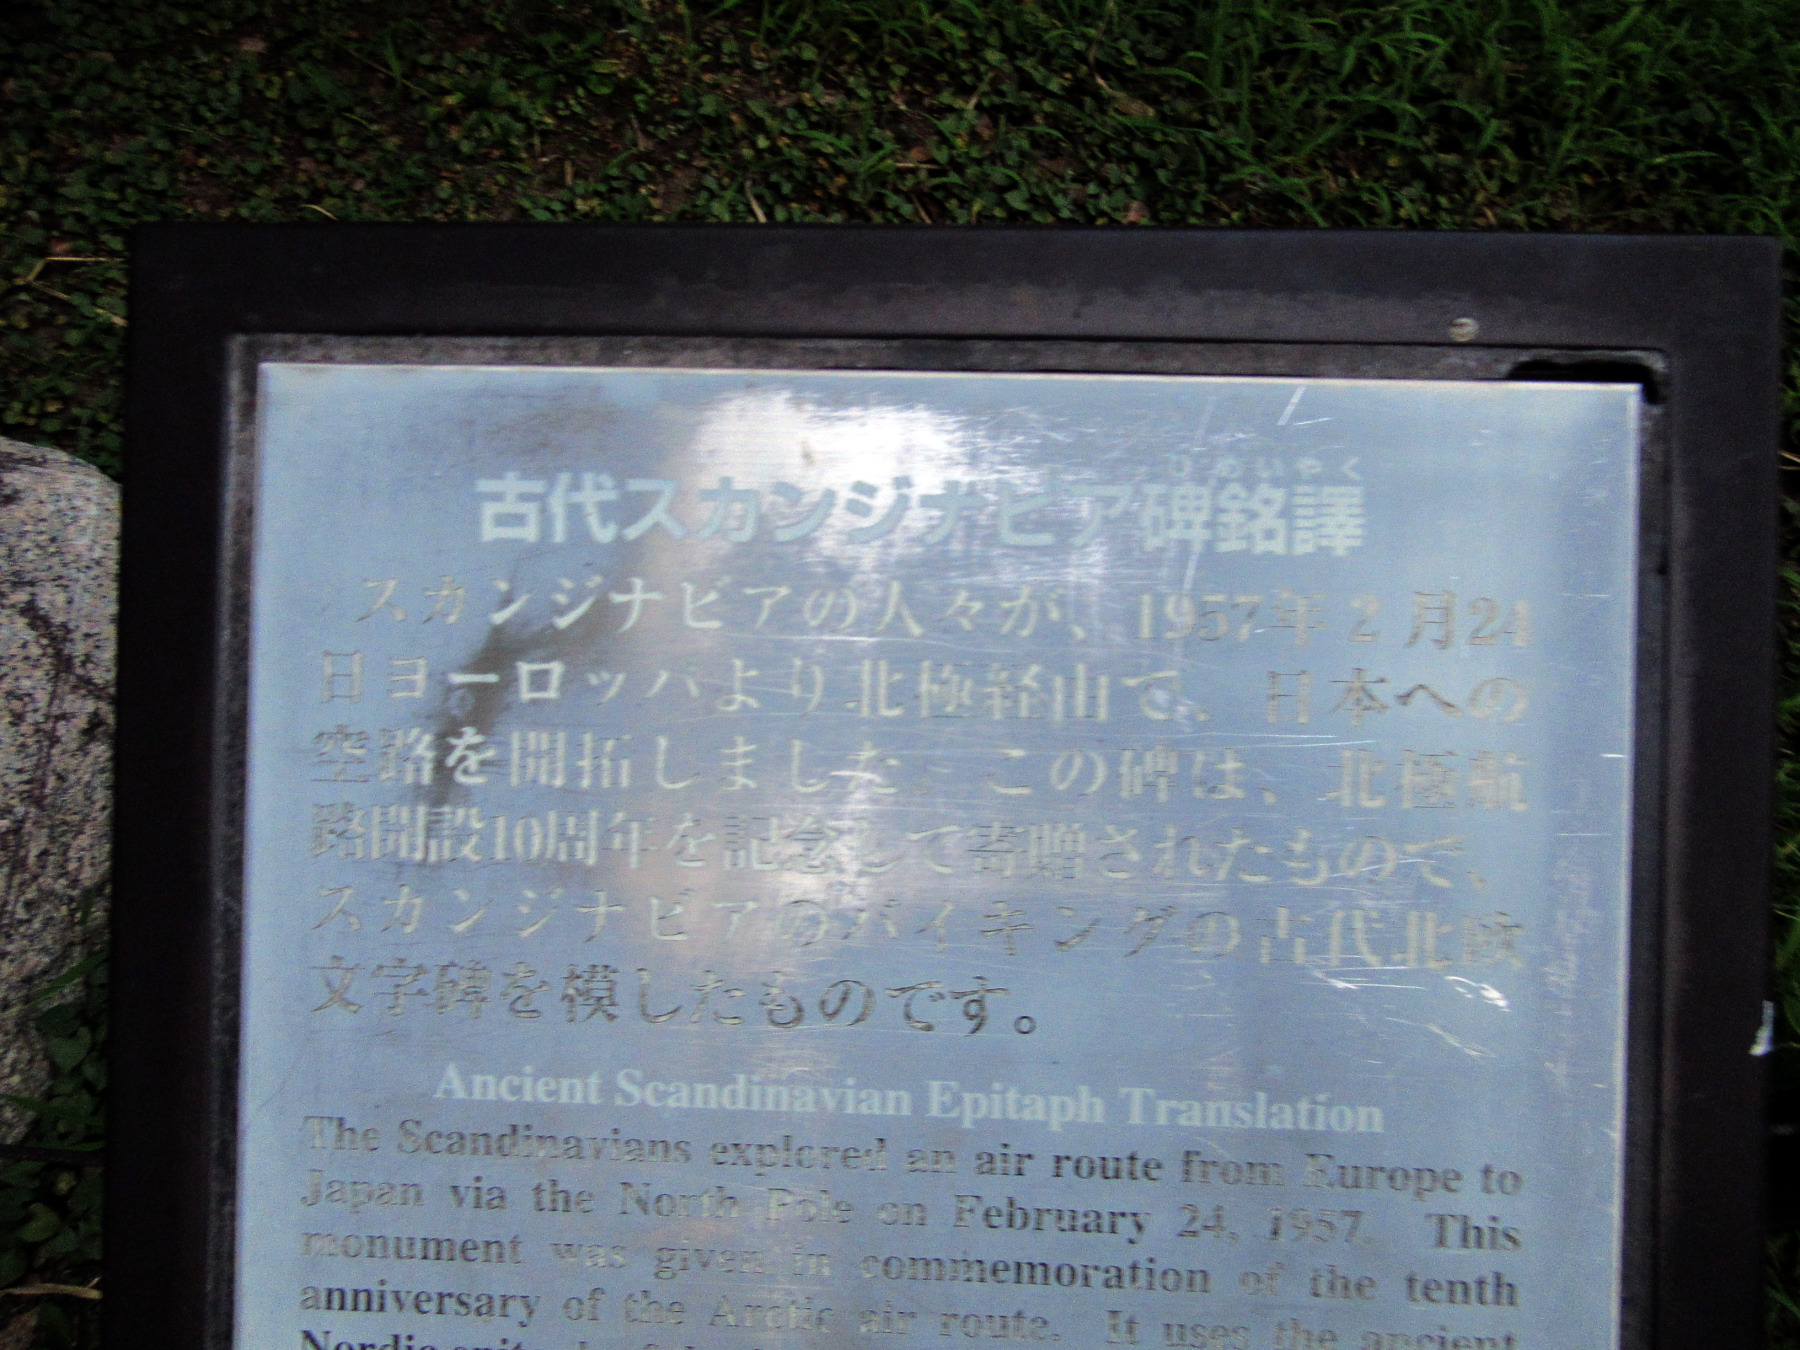 ひめいやく
古代スカンジナビア碑銘譯
スカンジナビアの人々が、1957年2月24
日ヨーロッパより北極経由で、日本への
空路を開拓しました。この碑は、北極航
路開設10周年を記念して寄贈されたもので、
スカンジナビアのバイキングの古代北欧
文字碑を模したものです。
Ancient Scandinavian Epitaph Translation
The Scandinavians explored an air route from Europe to
Japan via the North Pole on February 24, 1957. This
monument was given in commemoration of the tenth
anniversary of the Arctic air route. It uses the ancient
Nordic